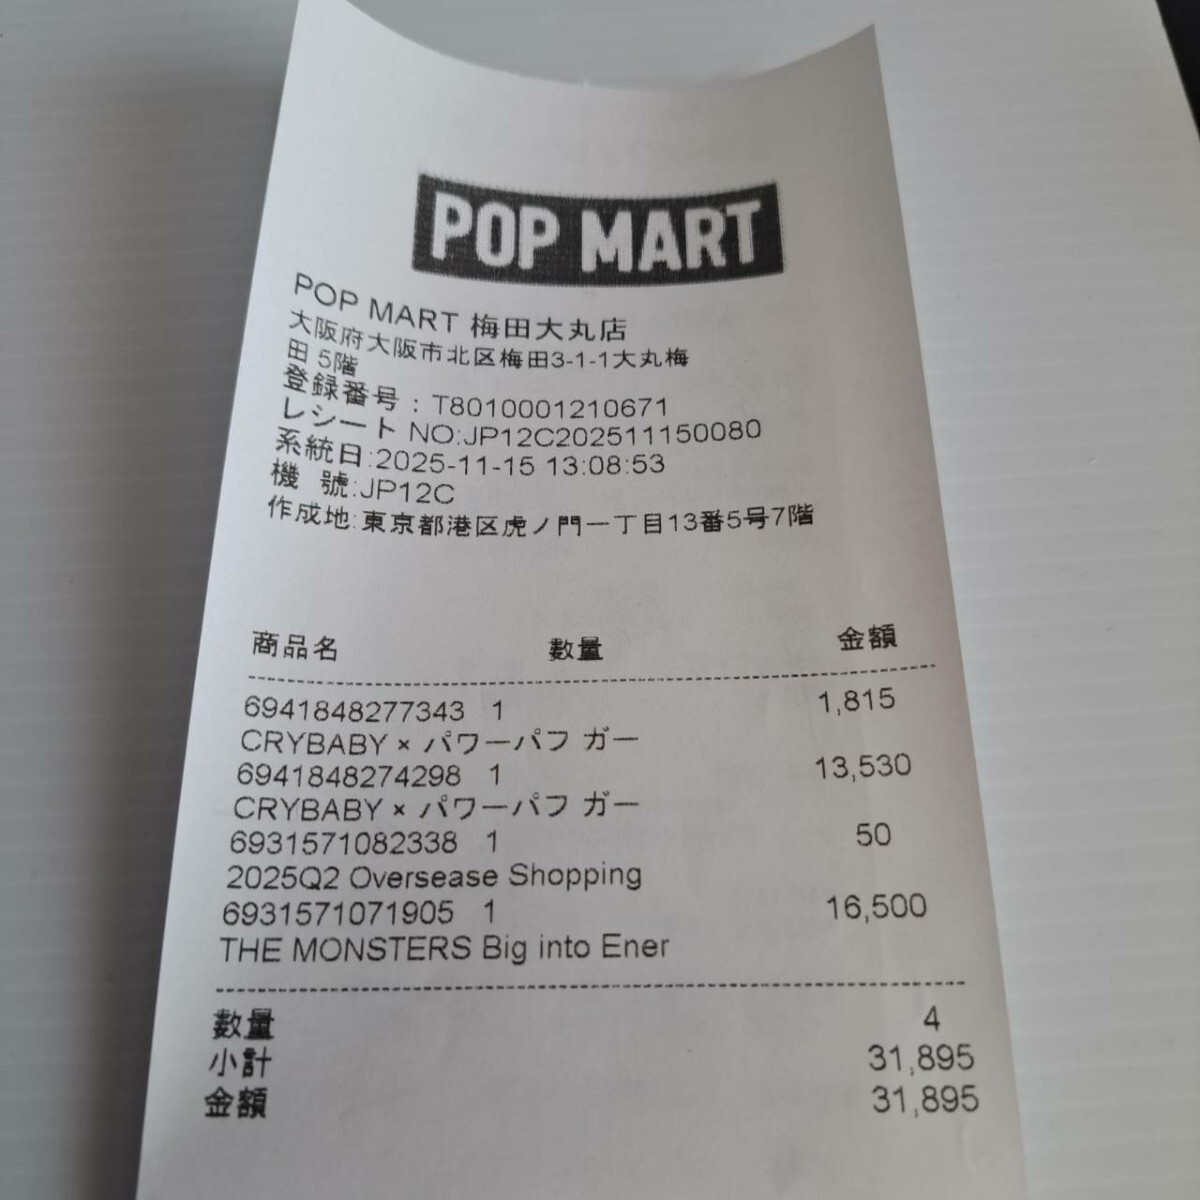 POP MART
POP MART 梅田大丸店
大阪府大阪市北区梅田3-1-1大丸梅
田 5階
登録番号：T8010001210671
レシート NO:JP12C202511150080
系統日:2025-11-15 13:08:53
機 號:JP12C
作成地:東京都港区虎ノ門一丁目13番5号7階
商品名 數量 金額
6941848277343 1 1,815
CRYBABY × パワーパフ ガー
6941848274298 1 13,530
CRYBABY × パワーパフ ガー
6931571082338 1 50
2025Q2 Oversease Shopping
6931571071905 1 16,500
THE MONSTERS Big into Ener
數量 4
小計 31,895
金額 31,895